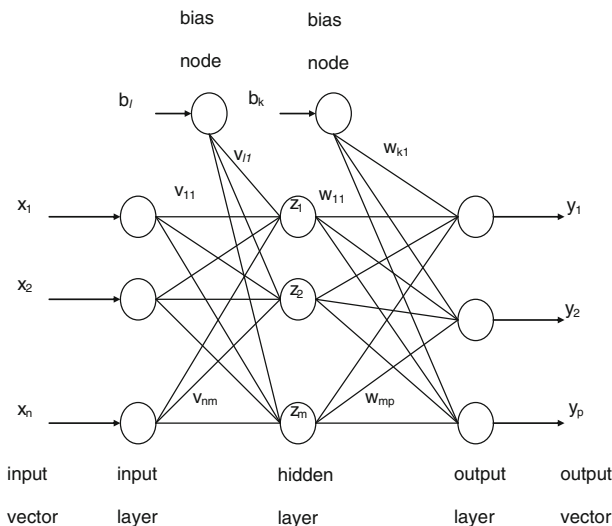 bias bias
node node
b_l b_k
v_l1 w_k1
x_1 v_11 z_1 w_11 y_1
x_2 z_2 y_2
x_n v_nm z_m w_mp y_p
input input hidden output output
vector layer layer layer vector